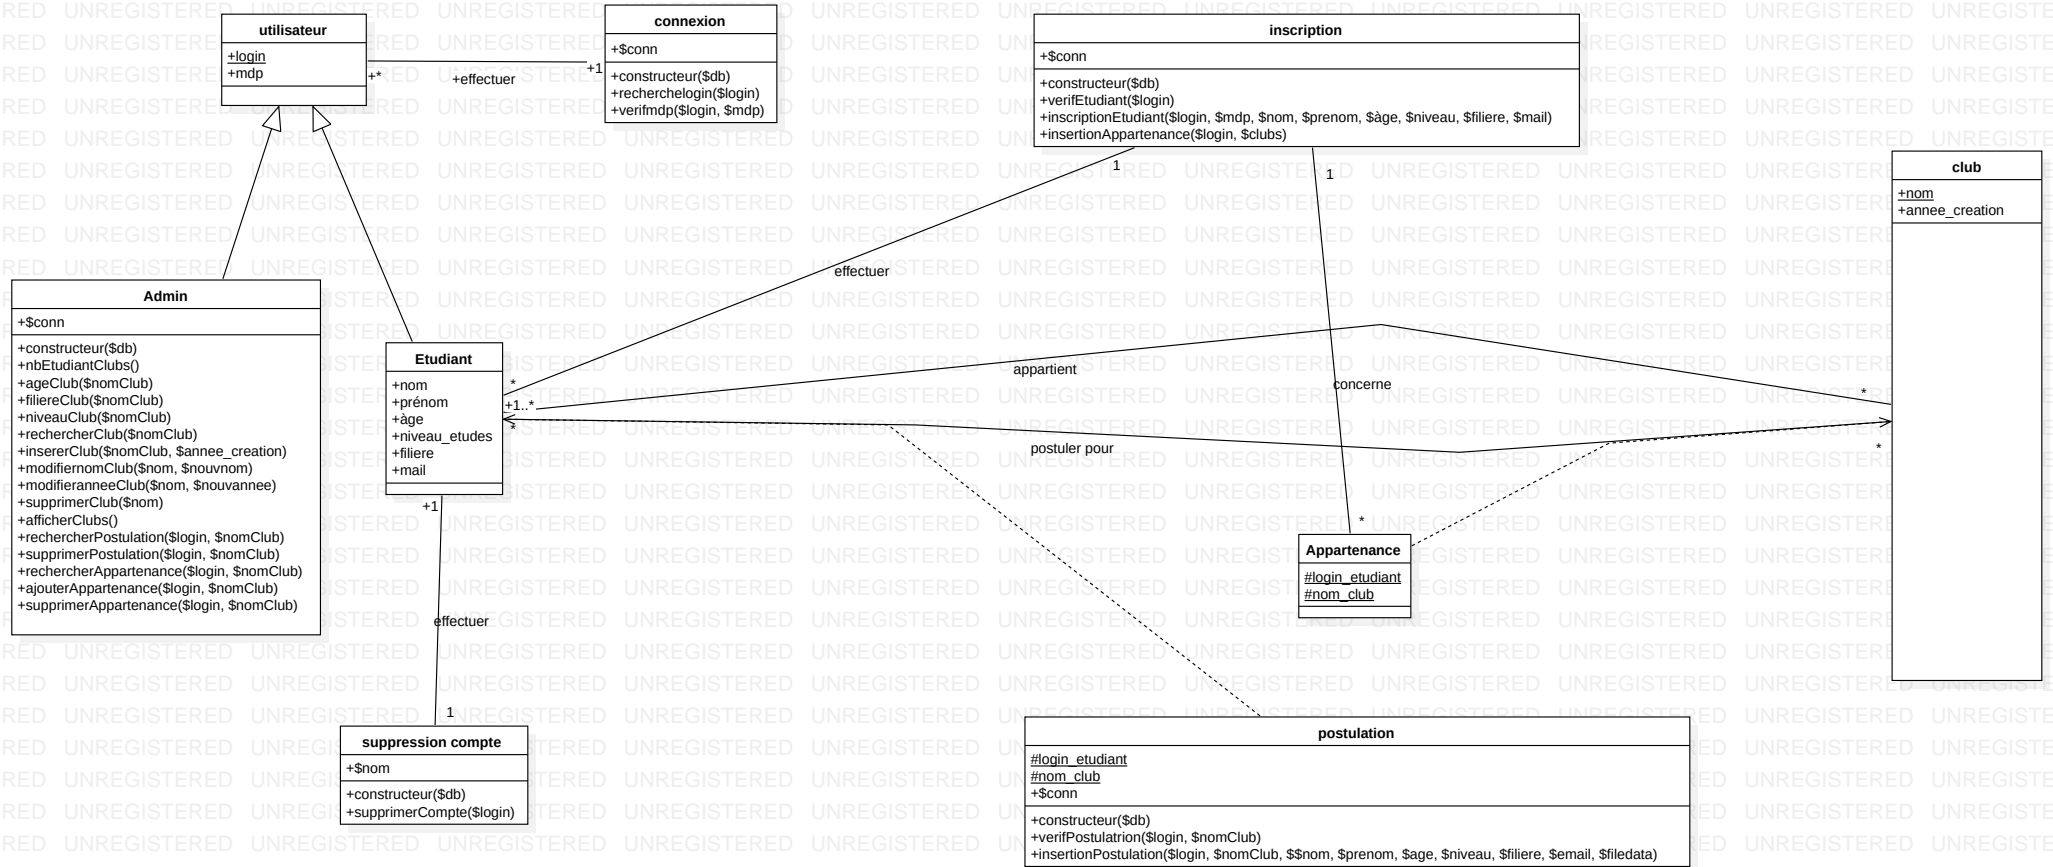 utilisateur
+login
+mdp
+*
+effectuer
+1
connexion
+$conn
+constructeur($db)
+recherchelogin($login)
+verifmdp($login, $mdp)
inscription
+$conn
+constructeur($db)
+verifEtudiant($login)
+inscriptionEtudiant($login, $mdp, $nom, $prenom, $àge, $niveau, $filiere, $mail)
+insertionAppartenance($login, $clubs)
1
1
club
+nom
+annee_creation
effectuer
Admin
+$conn
+constructeur($db)
+nbEtudiantClubs()
+ageClub($nomClub)
+filiereClub($nomClub)
+niveauClub($nomClub)
+rechercherClub($nomClub)
+insererClub($nomClub, $annee_creation)
+modifiernomClub($nom, $nouvnom)
+modifieranneeClub($nom, $nouvannee)
+supprimerClub($nom)
+afficherClubs()
+rechercherPostulation($login, $nomClub)
+supprimerPostulation($login, $nomClub)
+rechercherAppartenance($login, $nomClub)
+ajouterAppartenance($login, $nomClub)
+supprimerAppartenance($login, $nomClub)
Etudiant
+nom
+prénom
+àge
+niveau_etudes
+filiere
+mail
*
+1..*
*
appartient
concerne
*
postuler pour
*
+1
effectuer
1
*
Appartenance
#login_etudiant
#nom_club
suppression compte
+$nom
+constructeur($db)
+supprimerCompte($login)
postulation
#login_etudiant
#nom_club
+$conn
+constructeur($db)
+verifPostulatrion($login, $nomClub)
+insertionPostulation($login, $nomClub, $$nom, $prenom, $age, $niveau, $filiere, $email, $filedata)
UNREGISTERED